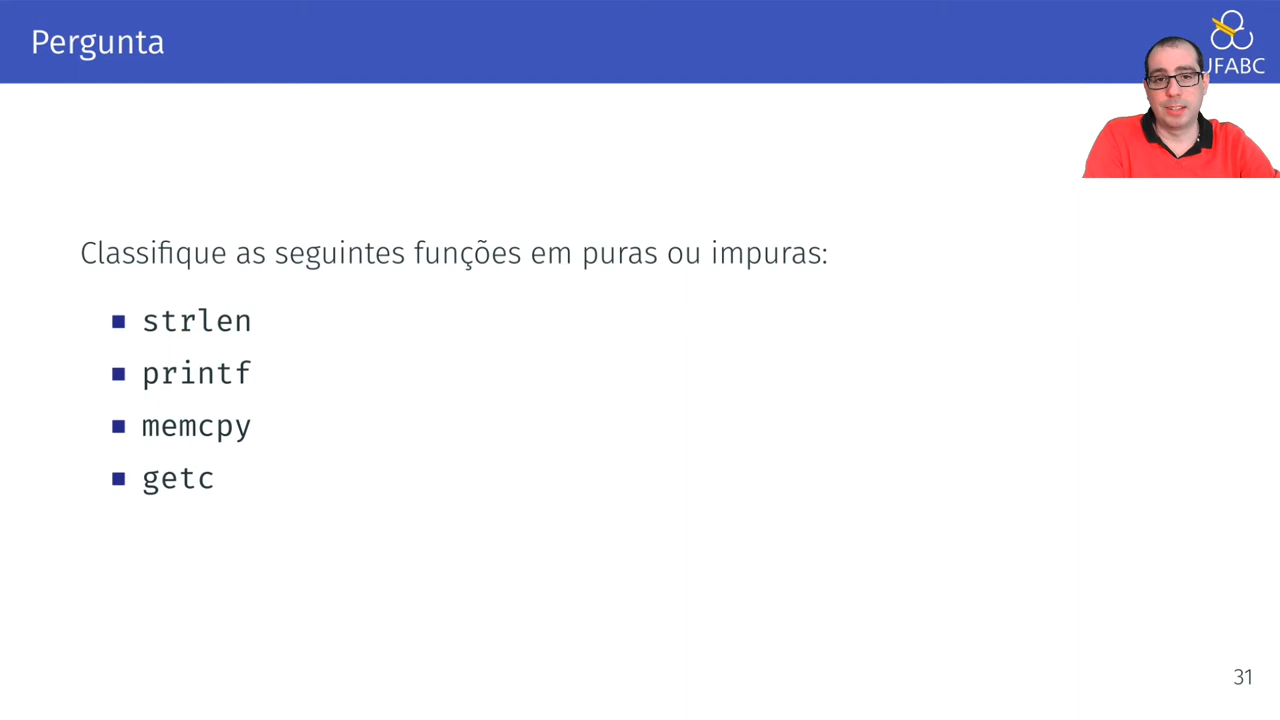 Pergunta
UFABC
Classifique as seguintes funções em puras ou impuras:
strlen
printf
memcpy
getc
31